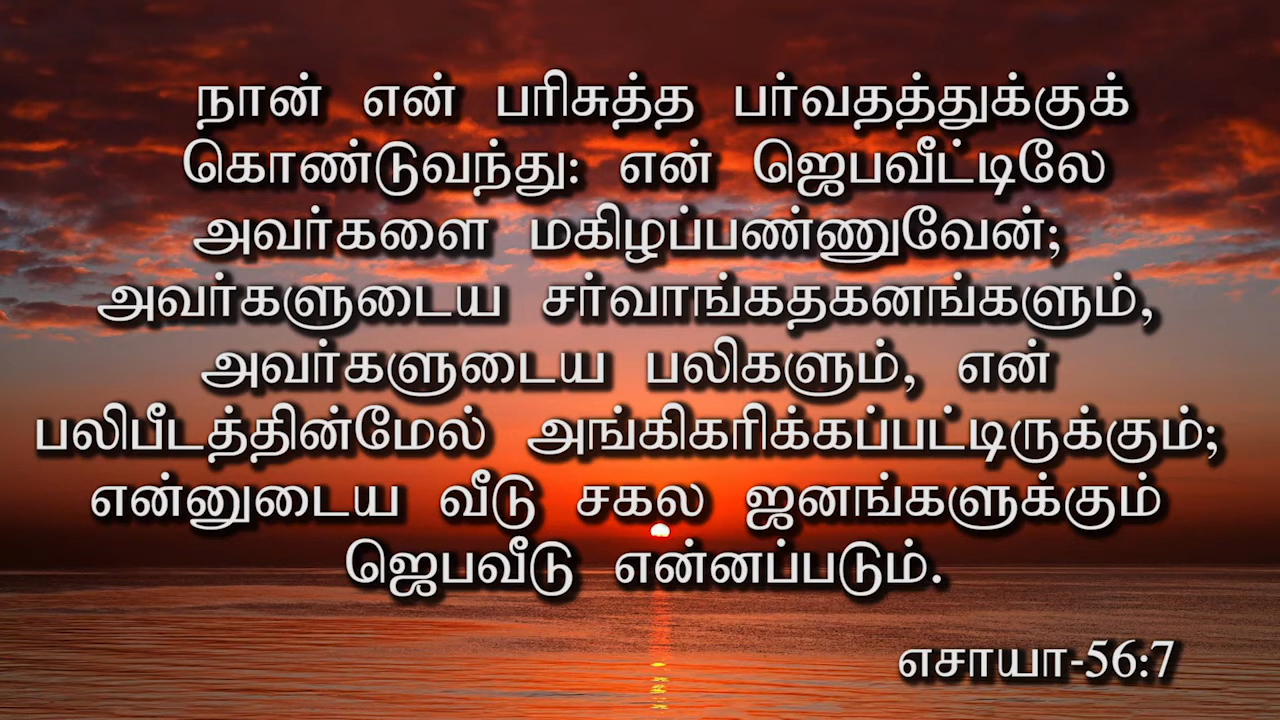 நான் என் பரிசுத்த பர்வதத்துக்குக்
கொண்டுவந்து: என் ஜெபவீட்டிலே
அவர்களை மகிழப்பண்ணுவேன்;
அவர்களுடைய சர்வாங்கதகனங்களும்,
அவர்களுடைய பலிகளும், என்
பலிபீடத்தின்மேல் அங்கிகரிக்கப்பட்டிருக்கும்;
என்னுடைய வீடு சகல ஜனங்களுக்கும்
ஜெபவீடு என்னப்படும்.
எசாயா-56:7